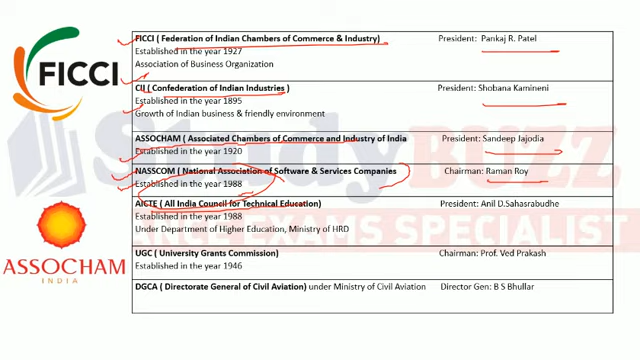 FICCI
FICCI ( Federation of Indian Chambers of Commerce & Industry)
President: Pankaj R. Patel
Established in the year 1927
Association of Business Organization
CII ( Confederation of Indian Industries )
President: Shobana Kamineni
Established in the year 1895
Growth of Indian business & friendly environment
ASSOCHAM ( Associated Chambers of Commerce and Industry of India
President: Sandeep Jajodia
Established in the year 1920
NASSCOM ( National Association of Software & Services Companies
Chairman: Raman Roy
Established in the year 1988
AICTE ( All India Council for Technical Education)
President: Anil D.Sahasrabudhe
Established in the year 1988
Under Department of Higher Education, Ministry of HRD
UGC ( University Grants Commission)
Chairman: Prof. Ved Prakash
Established in the year 1946
DGCA ( Directorate General of Civil Aviation) under Ministry of Civil Aviation
Director Gen: B S Bhullar
ASSOCHAM
INDIA
StudyBUZZ
ANCE EXAMS SPECIALIST